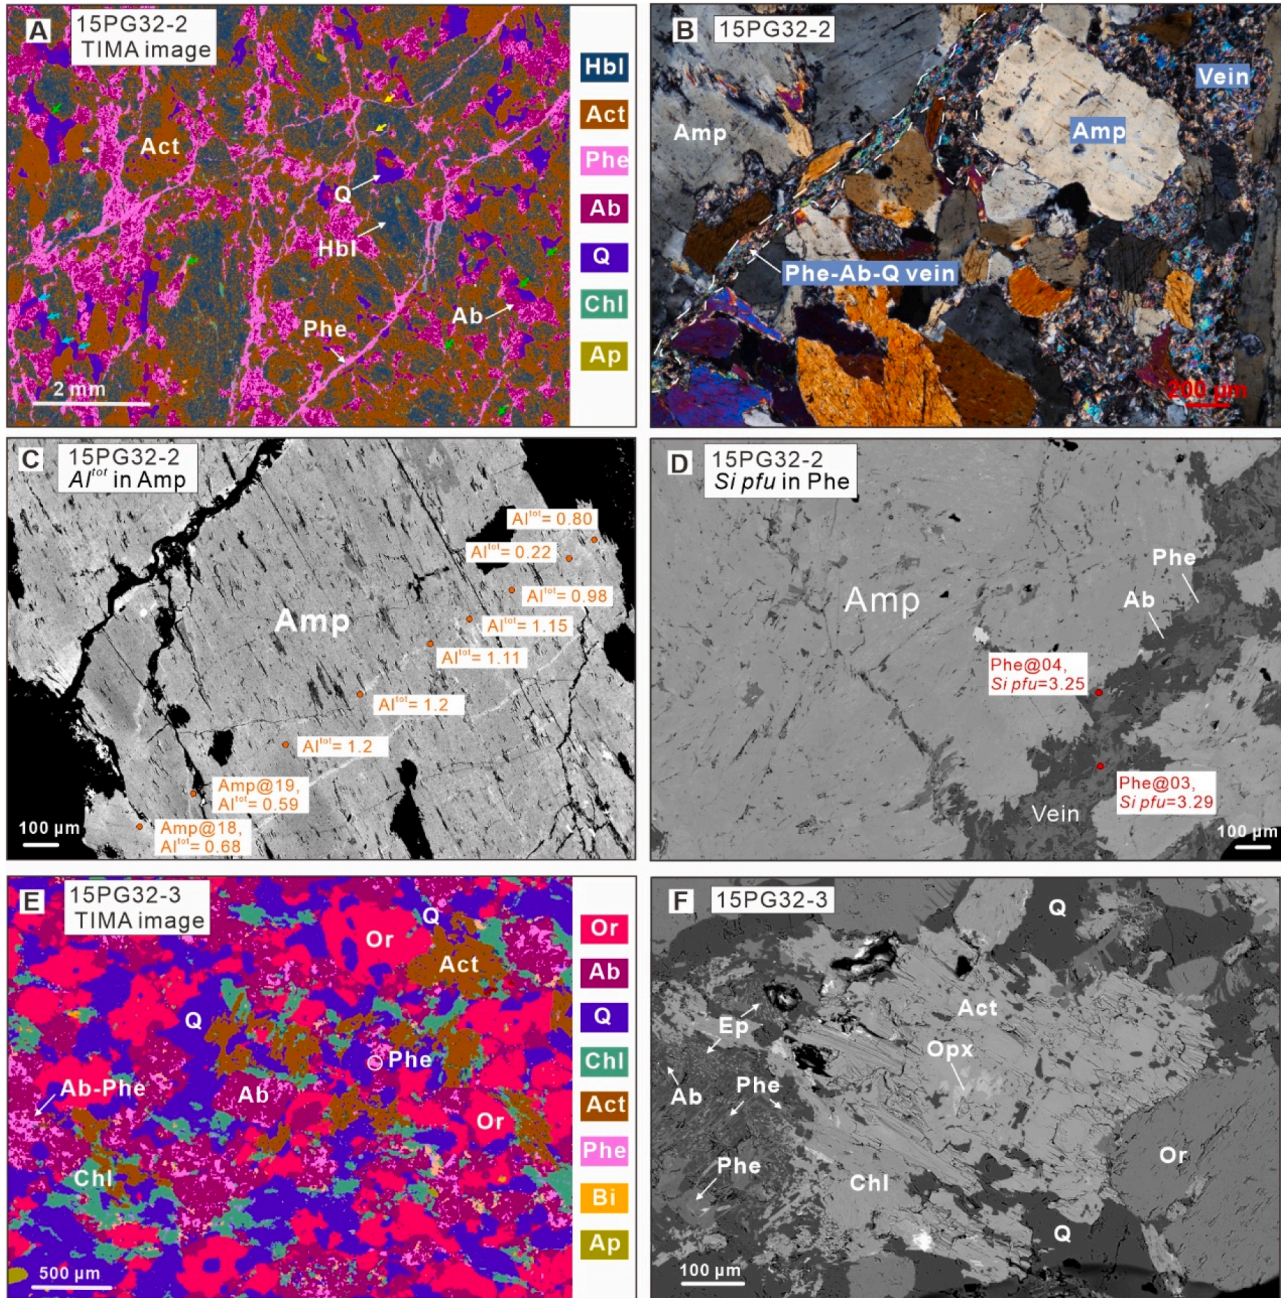 A
15PG32-2
TIMA image
Act
Q
Hbl
Phe
Ab
2 mm
Hbl
Act
Phe
Ab
Q
Chl
Ap
B
15PG32-2
Vein
Amp
Amp
Phe-Ab-Q vein
200 µm
C
15PG32-2
Al^tot in Amp
Al^tot= 0.80
Al^tot= 0.22
Al^tot= 0.98
Amp
Al^tot= 1.15
Al^tot= 1.11
Al^tot= 1.2
Al^tot= 1.2
Amp@19,
Al^tot= 0.59
Amp@18,
Al^tot= 0.68
100 µm
D
15PG32-2
Si pfu in Phe
Phe
Ab
Amp
Phe@04,
Si pfu=3.25
Phe@03,
Si pfu=3.29
Vein
100 µm
E
15PG32-3
TIMA image
Q
Or
Act
Q
Phe
Ab-Phe
Ab
Or
Chl
500 µm
Or
Ab
Q
Chl
Act
Phe
Bi
Ap
F
15PG32-3
Q
Act
Ep
Opx
Ab
Phe
Phe
Or
Chl
Q
100 µm